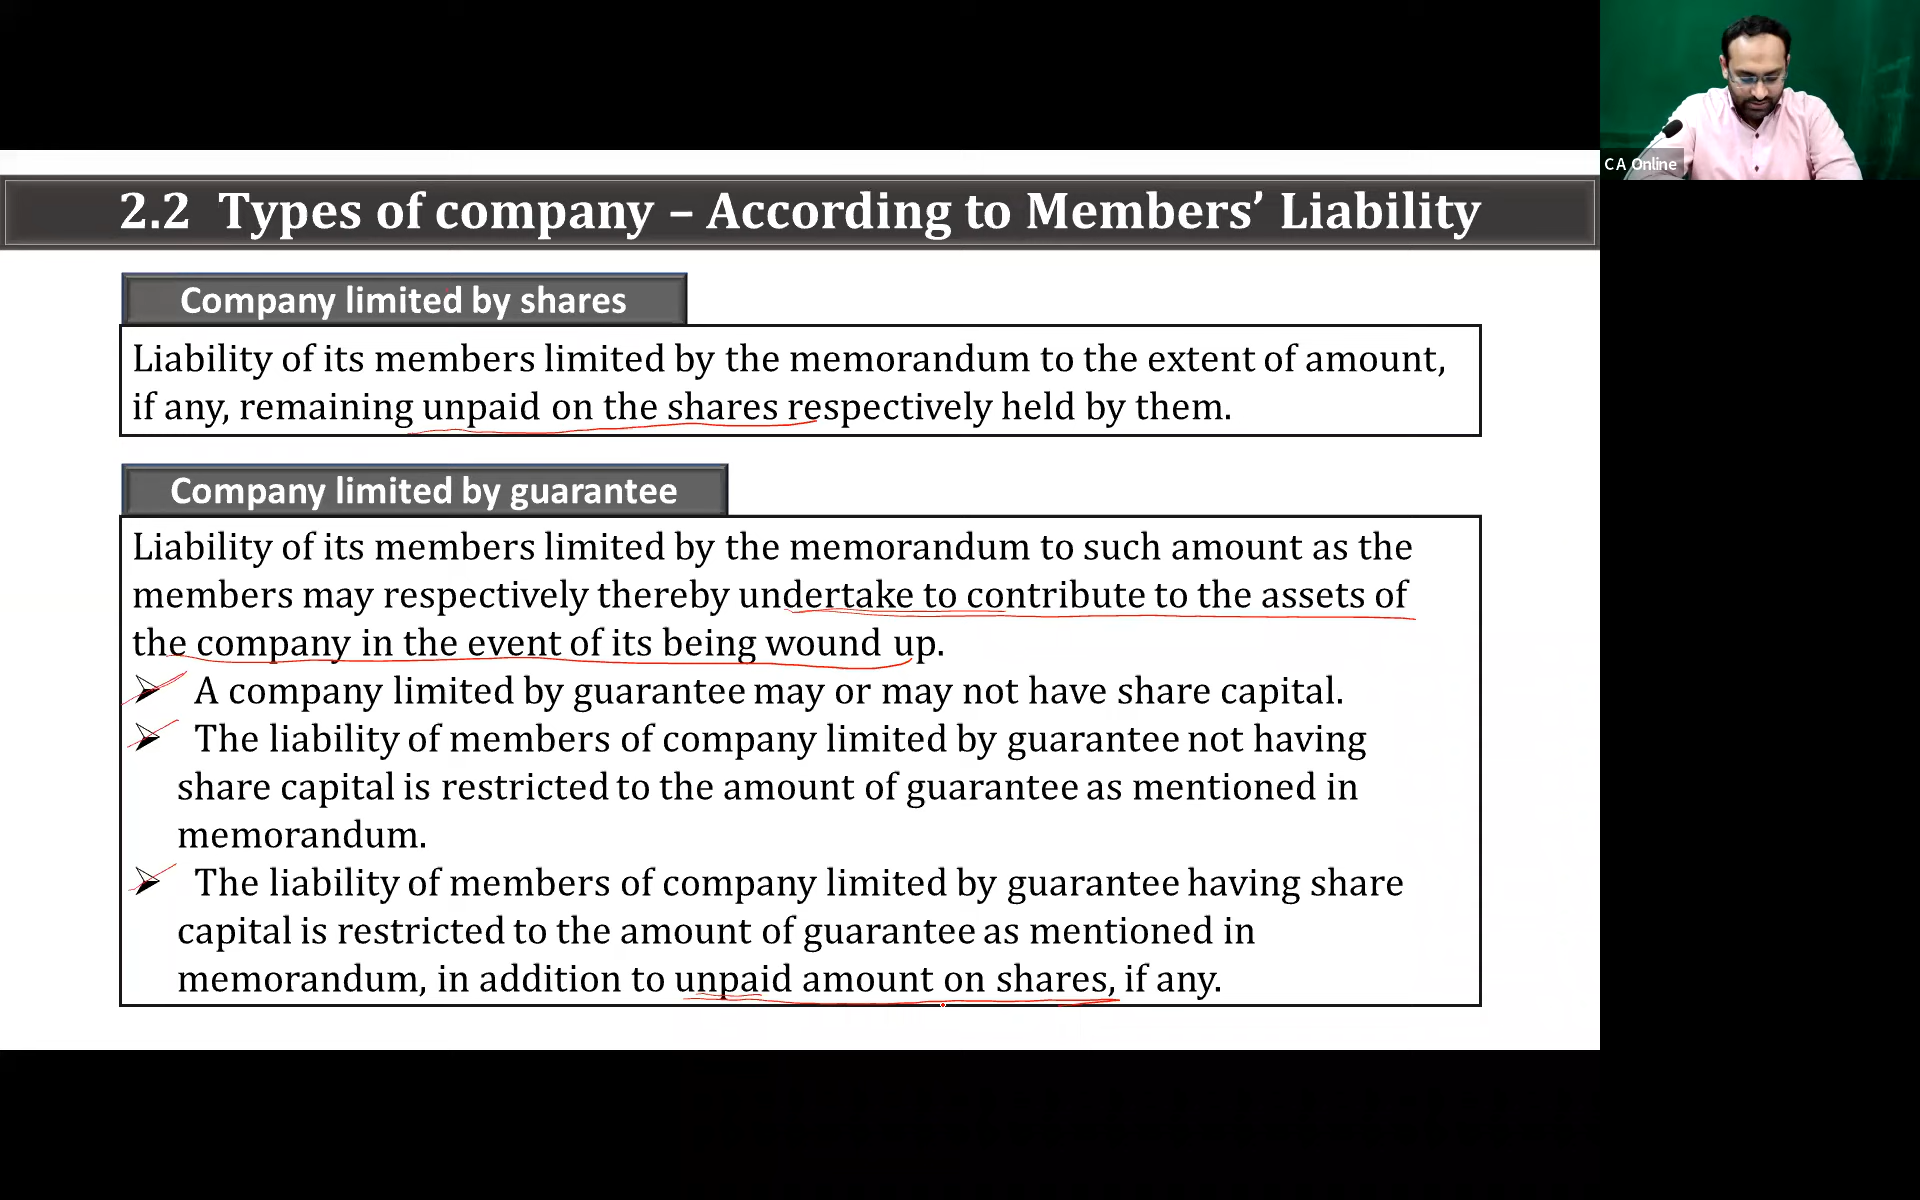 C A Online
2.2 Types of company – According to Members’ Liability
Company limited by shares
Liability of its members limited by the memorandum to the extent of amount,
if any, remaining unpaid on the shares respectively held by them.
Company limited by guarantee
Liability of its members limited by the memorandum to such amount as the
members may respectively thereby undertake to contribute to the assets of
the company in the event of its being wound up.
A company limited by guarantee may or may not have share capital.
The liability of members of company limited by guarantee not having
share capital is restricted to the amount of guarantee as mentioned in
memorandum.
The liability of members of company limited by guarantee having share
capital is restricted to the amount of guarantee as mentioned in
memorandum, in addition to unpaid amount on shares, if any.